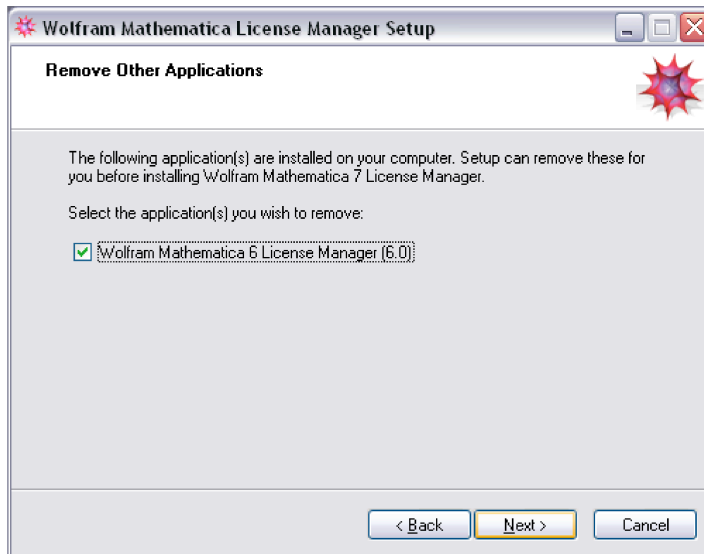 Wolfram Mathematica License Manager Setup
Remove Other Applications
The following application(s) are installed on your computer. Setup can remove these for
you before installing Wolfram Mathematica 7 License Manager.
Select the application(s) you wish to remove:
Wolfram Mathematica 6 License Manager (6.0)
< Back
Next >
Cancel